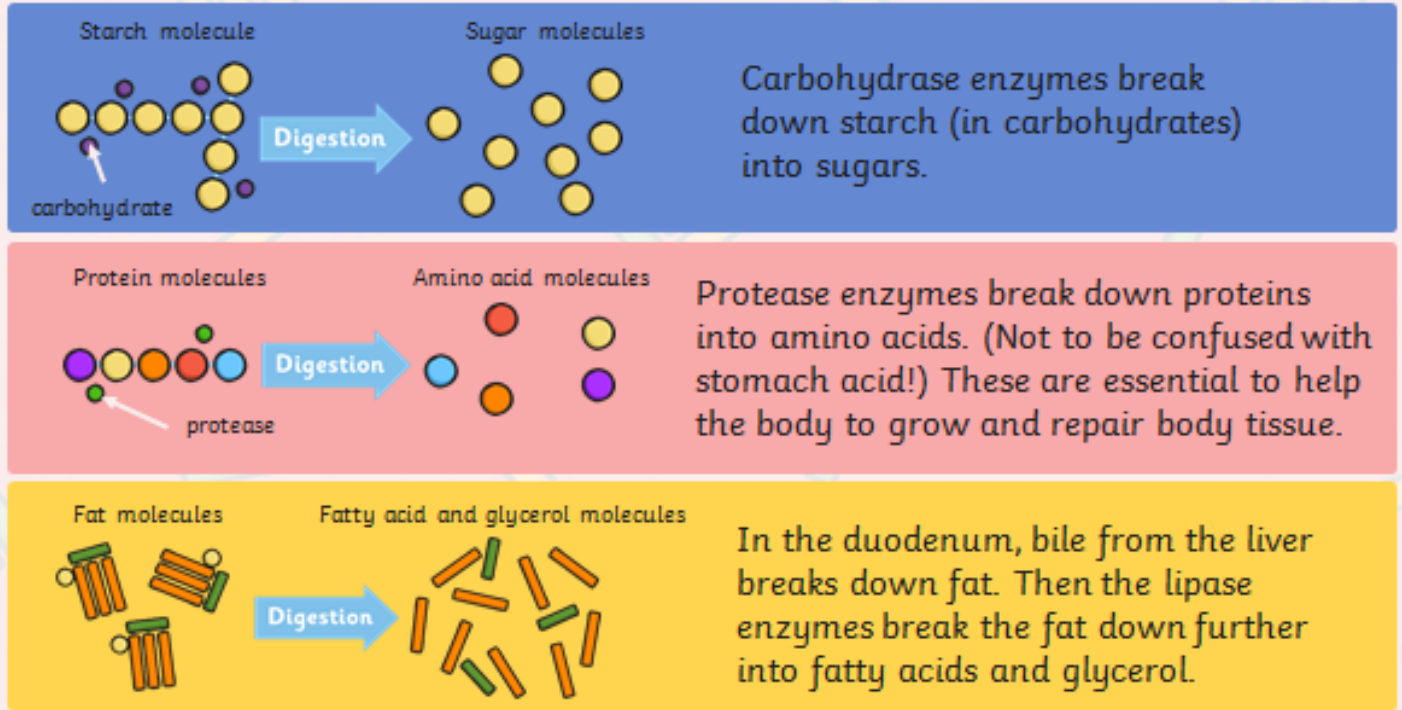 Starch molecule
Sugar molecules
Digestion
carbohydrate
Carbohydrase enzymes break
down starch (in carbohydrates)
into sugars.
Protein molecules
Amino acid molecules
Digestion
protease
Protease enzymes break down proteins
into amino acids. (Not to be confused with
stomach acid!) These are essential to help
the body to grow and repair body tissue.
Fat molecules
Fatty acid and glycerol molecules
Digestion
In the duodenum, bile from the liver
breaks down fat. Then the lipase
enzymes break the fat down further
into fatty acids and glycerol.